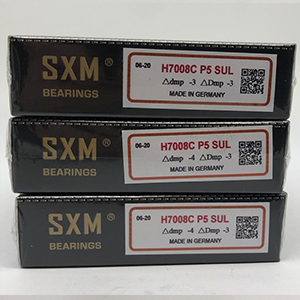 SXM®
BEARINGS
06-20
H7008C P5 SUL
△dmp -3 △Dmp -3
MADE IN GERMANY
SXM®
BEARINGS
06-20
H7008C P5 SUL
△dmp -4 △Dmp -3
MADE IN GERMANY
SXM®
BEARINGS
06-20
H7008C P5 SUL
△dmp -4 △Dmp -3
MADE IN GERMANY